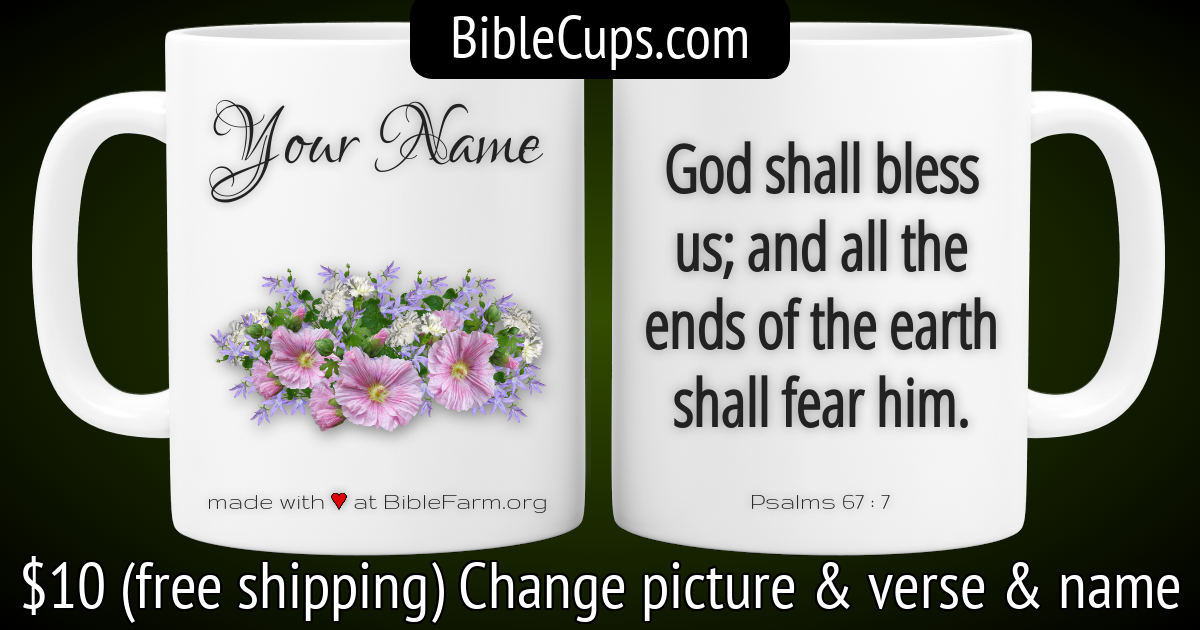 BibleCups.com
Your Name
made with ♥ at BibleFarm.org
God shall bless
us; and all the
ends of the earth
shall fear him.
Psalms 67 : 7
$10 (free shipping) Change picture & verse & name